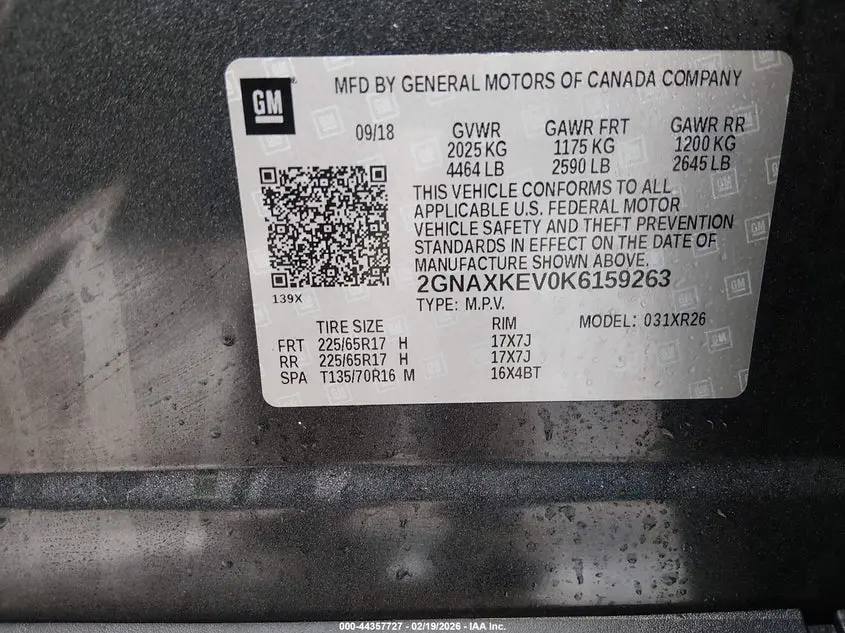 GM
MFD BY GENERAL MOTORS OF CANADA COMPANY
09/18 GVWR GAWR FRT GAWR RR
2025 KG 1175 KG 1200 KG
4464 LB 2590 LB 2645 LB
THIS VEHICLE CONFORMS TO ALL
APPLICABLE U.S. FEDERAL MOTOR
VEHICLE SAFETY AND THEFT PREVENTION
STANDARDS IN EFFECT ON THE DATE OF
MANUFACTURE SHOWN ABOVE.
2GNAXKEV0K6159263
139X
TYPE: M.P.V.
TIRE SIZE RIM MODEL: 031XR26
FRT 225/65R17 H 17X7J
RR 225/65R17 H 17X7J
SPA T135/70R16 M 16X4BT
000-44357727 - 02/19/2026 - IAA Inc.